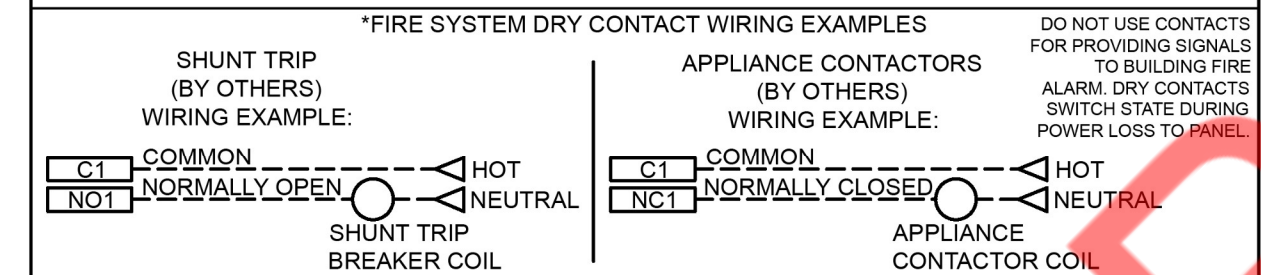 *FIRE SYSTEM DRY CONTACT WIRING EXAMPLES
SHUNT TRIP
(BY OTHERS)
WIRING EXAMPLE:
C1 COMMON HOT
NO1 NORMALLY OPEN NEUTRAL
SHUNT TRIP
BREAKER COIL
APPLIANCE CONTACTORS
(BY OTHERS)
WIRING EXAMPLE:
C1 COMMON HOT
NC1 NORMALLY CLOSED NEUTRAL
APPLIANCE
CONTACTOR COIL
DO NOT USE CONTACTS
FOR PROVIDING SIGNALS
TO BUILDING FIRE
ALARM. DRY CONTACTS
SWITCH STATE DURING
POWER LOSS TO PANEL.